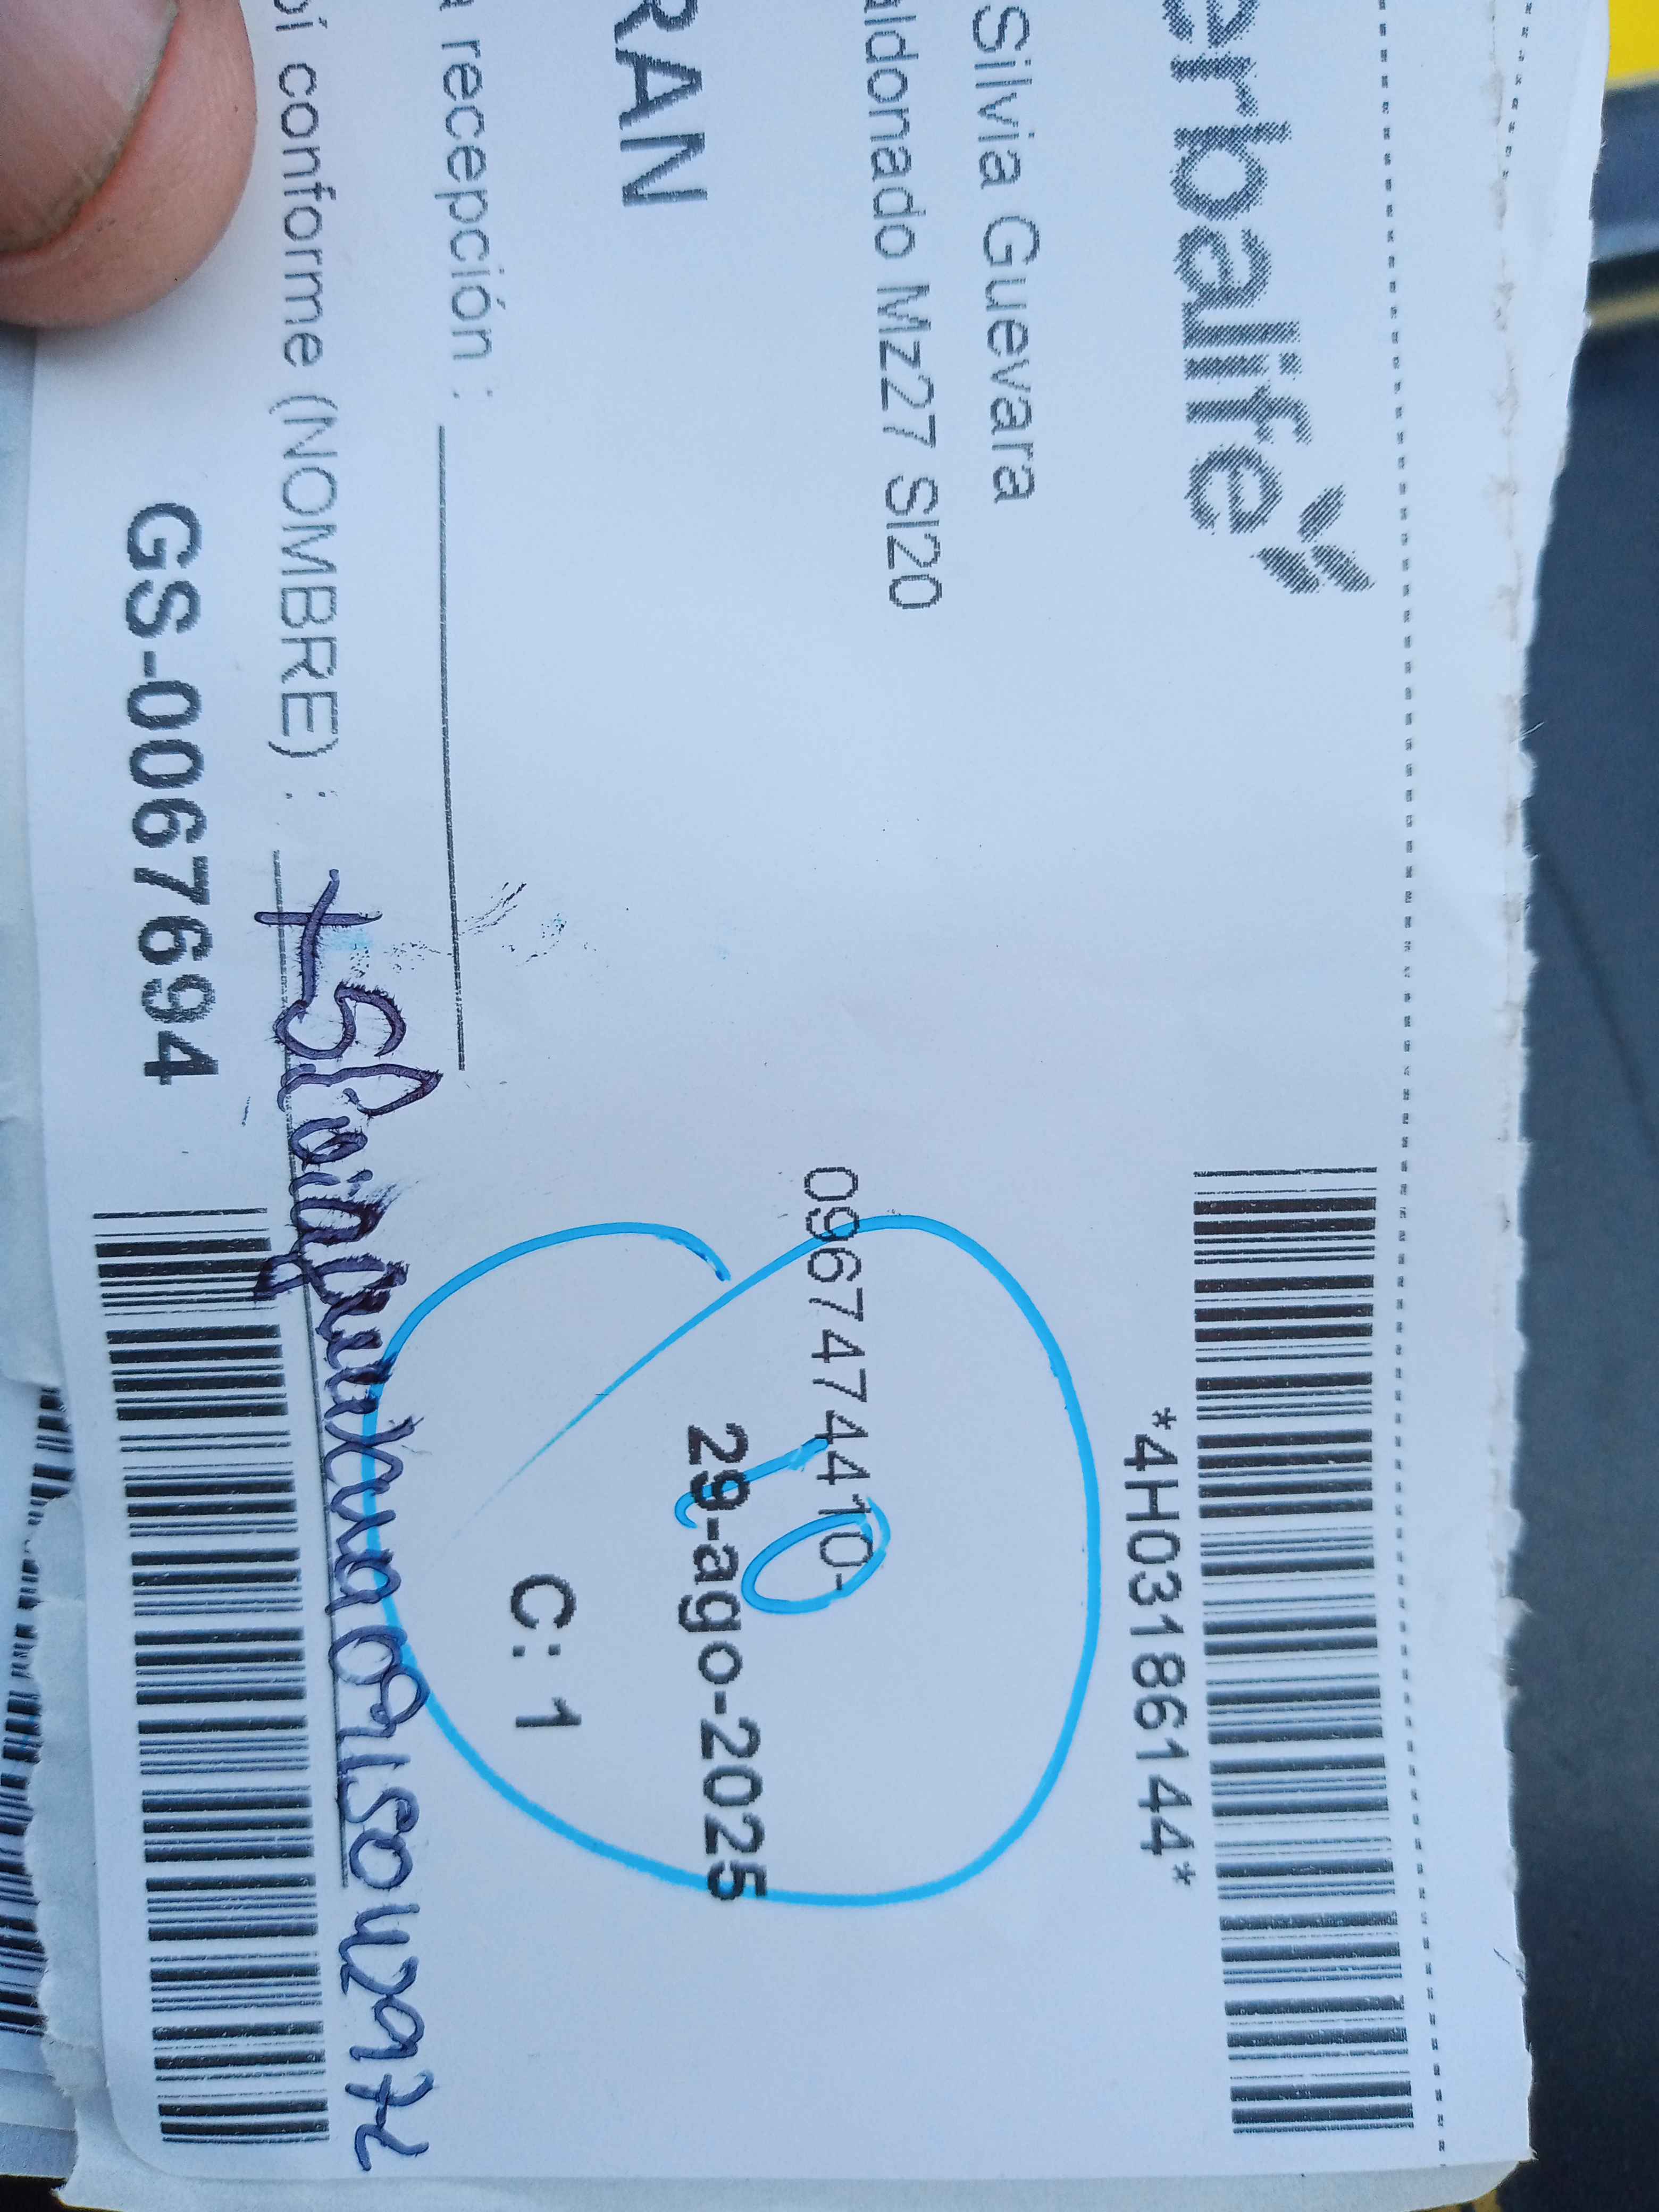 erbalife
*4H03186144*
Silvia Guevara
aldonado Mz27 Sl20
0967474410-
RAN
29-ago-2025
C: 1
a recepción :
bí conforme (NOMBRE) :
GS-0067694